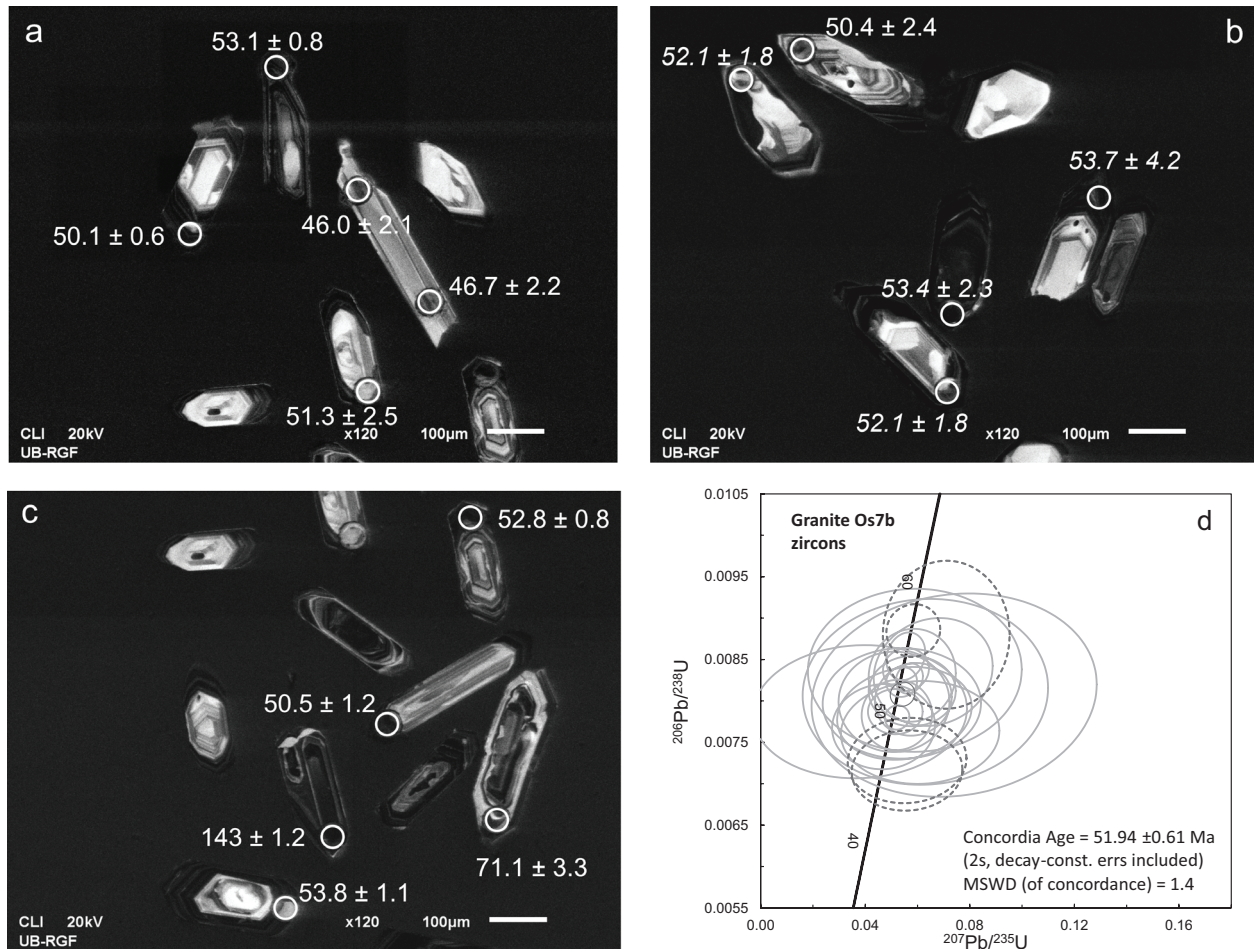 a
53.1 ± 0.8
50.1 ± 0.6
46.0 ± 2.1
46.7 ± 2.2
51.3 ± 2.5
CLI 20kV x120 100µm
UB-RGF
b
50.4 ± 2.4
52.1 ± 1.8
53.7 ± 4.2
53.4 ± 2.3
52.1 ± 1.8
CLI 20kV x120 100µm
UB-RGF
c
52.8 ± 0.8
50.5 ± 1.2
143 ± 1.2
71.1 ± 3.3
53.8 ± 1.1
CLI 20kV x120 100µm
UB-RGF
d
Granite Os7b
zircons
0.0105
0.0095
0.0085
0.0075
0.0065
0.0055
206Pb/238U
60
50
40
Concordia Age = 51.94 ±0.61 Ma
(2s, decay-const. errs included)
MSWD (of concordance) = 1.4
0.00 0.04 0.08 0.12 0.16
207Pb/235U